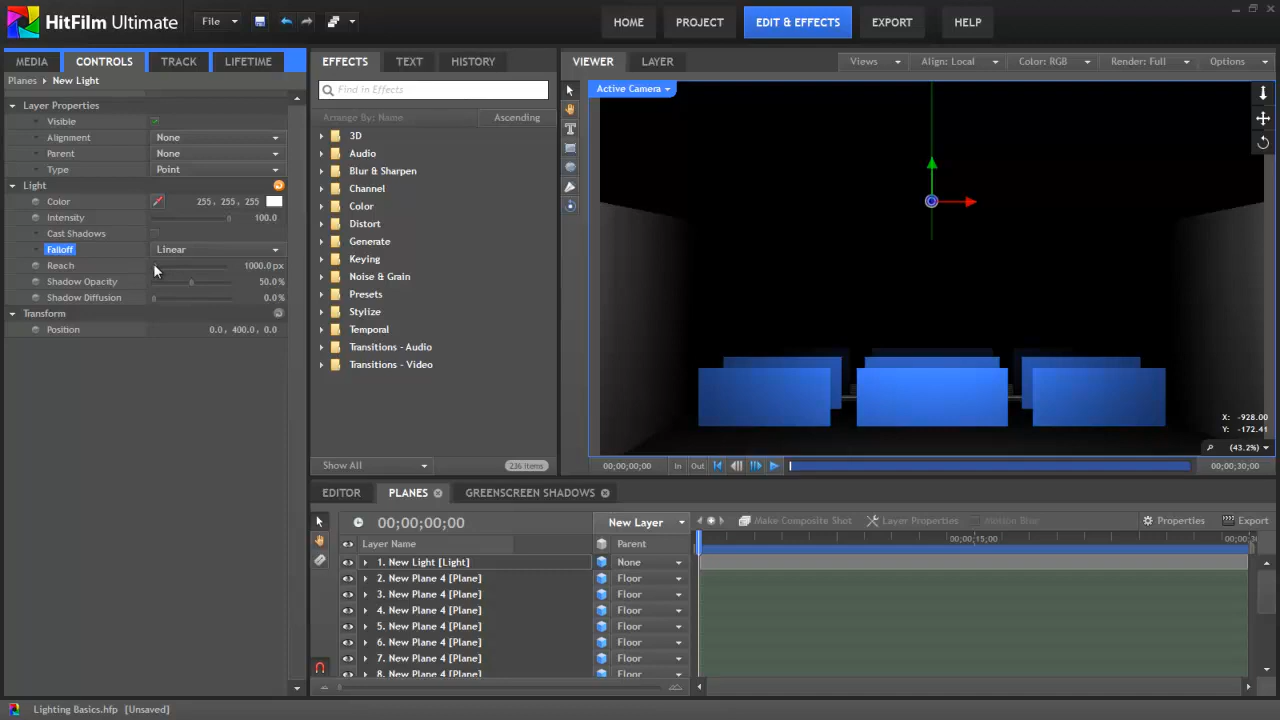 HitFilm Ultimate
File
HOME
PROJECT
EDIT & EFFECTS
EXPORT
HELP
MEDIA
CONTROLS
TRACK
LIFETIME
Planes
New Light
Layer Properties
Visible
Alignment None
Parent None
Type Point
Light
Color 255, 255, 255
Intensity 100.0
Cast Shadows
Falloff Linear
Reach 1000.0 px
Shadow Opacity 50.0 %
Shadow Diffusion 0.0 %
Transform
Position 0.0, 400.0, 0.0
EFFECTS
TEXT
HISTORY
Find in Effects
Arrange By: Name
Ascending
3D
Audio
Blur & Sharpen
Channel
Color
Distort
Generate
Keying
Noise & Grain
Presets
Stylize
Temporal
Transitions - Audio
Transitions - Video
Show All
236 Items
VIEWER
LAYER
Views
Align: Local
Color: RGB
Render: Full
Options
Active Camera
X: -928.00
Y: -172.41
(43.2%)
00;00;00;00
In
Out
00;00;30;00
EDITOR
PLANES
GREENSCREEN SHADOWS
00;00;00;00
New Layer
Make Composite Shot
Layer Properties
Motion Blur
Properties
Export
Layer Name
Parent
00;00;15;00
1. New Light [Light] None
2. New Plane 4 [Plane] Floor
3. New Plane 4 [Plane] Floor
4. New Plane 4 [Plane] Floor
5. New Plane 4 [Plane] Floor
6. New Plane 4 [Plane] Floor
7. New Plane 4 [Plane] Floor
8. New Plane 4 [Plane] Floor
Lighting Basics.hfp [Unsaved]